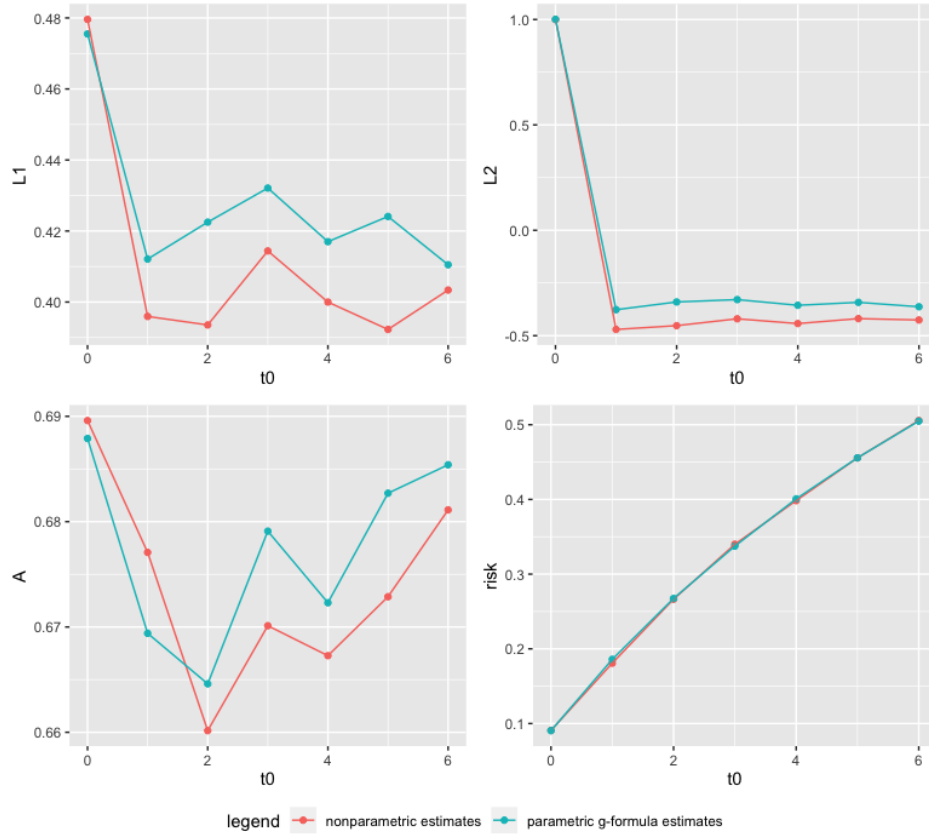 0.48
0.46
0.44
0.42
0.40
L1
0 2 4 6
t0
1.0
0.5
0.0
-0.5
L2
0 2 4 6
t0
0.69
0.68
0.67
0.66
A
0 2 4 6
t0
0.5
0.4
0.3
0.2
0.1
risk
0 2 4 6
t0
legend nonparametric estimates parametric g-formula estimates